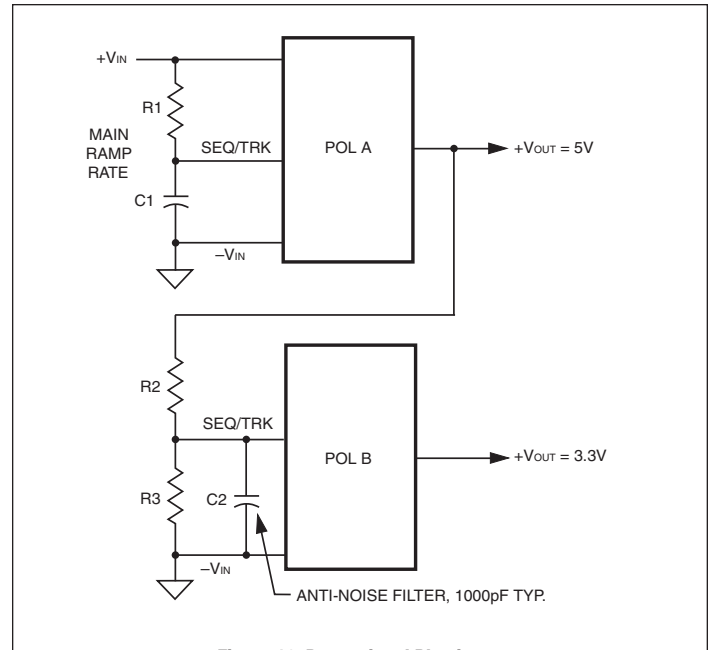 +VIN
R1
MAIN
RAMP
RATE
SEQ/TRK
POL A
+VOUT = 5V
C1
–VIN
R2
SEQ/TRK
POL B
+VOUT = 3.3V
R3
C2
–VIN
ANTI-NOISE FILTER, 1000pF TYP.